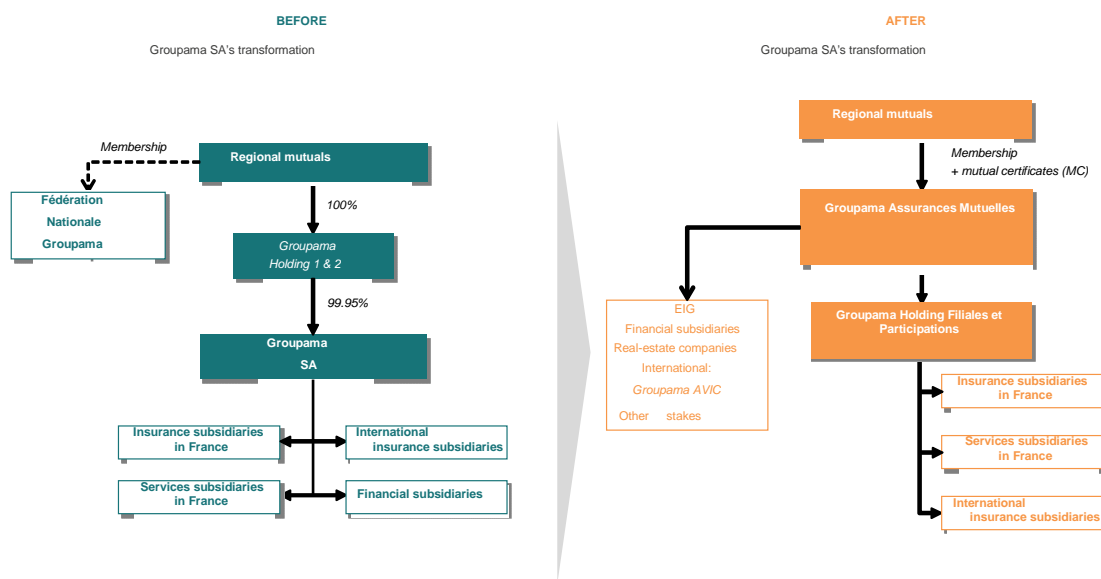 BEFORE
Groupama SA's transformation
Membership
Regional mutuals
Fédération
Nationale
Groupama
100%
Groupama
Holding 1 & 2
99.95%
Groupama
SA
Insurance subsidiaries
in France
International
insurance subsidiaries
Services subsidiaries
in France
Financial subsidiaries
AFTER
Groupama SA's transformation
Regional mutuals
Membership
+ mutual certificates (MC)
Groupama Assurances Mutuelles
EIG
Financial subsidiaries
Real-estate companies
International:
Groupama AVIC
Other stakes
Groupama Holding Filiales et
Participations
Insurance subsidiaries
in France
Services subsidiaries
in France
International
insurance subsidiaries